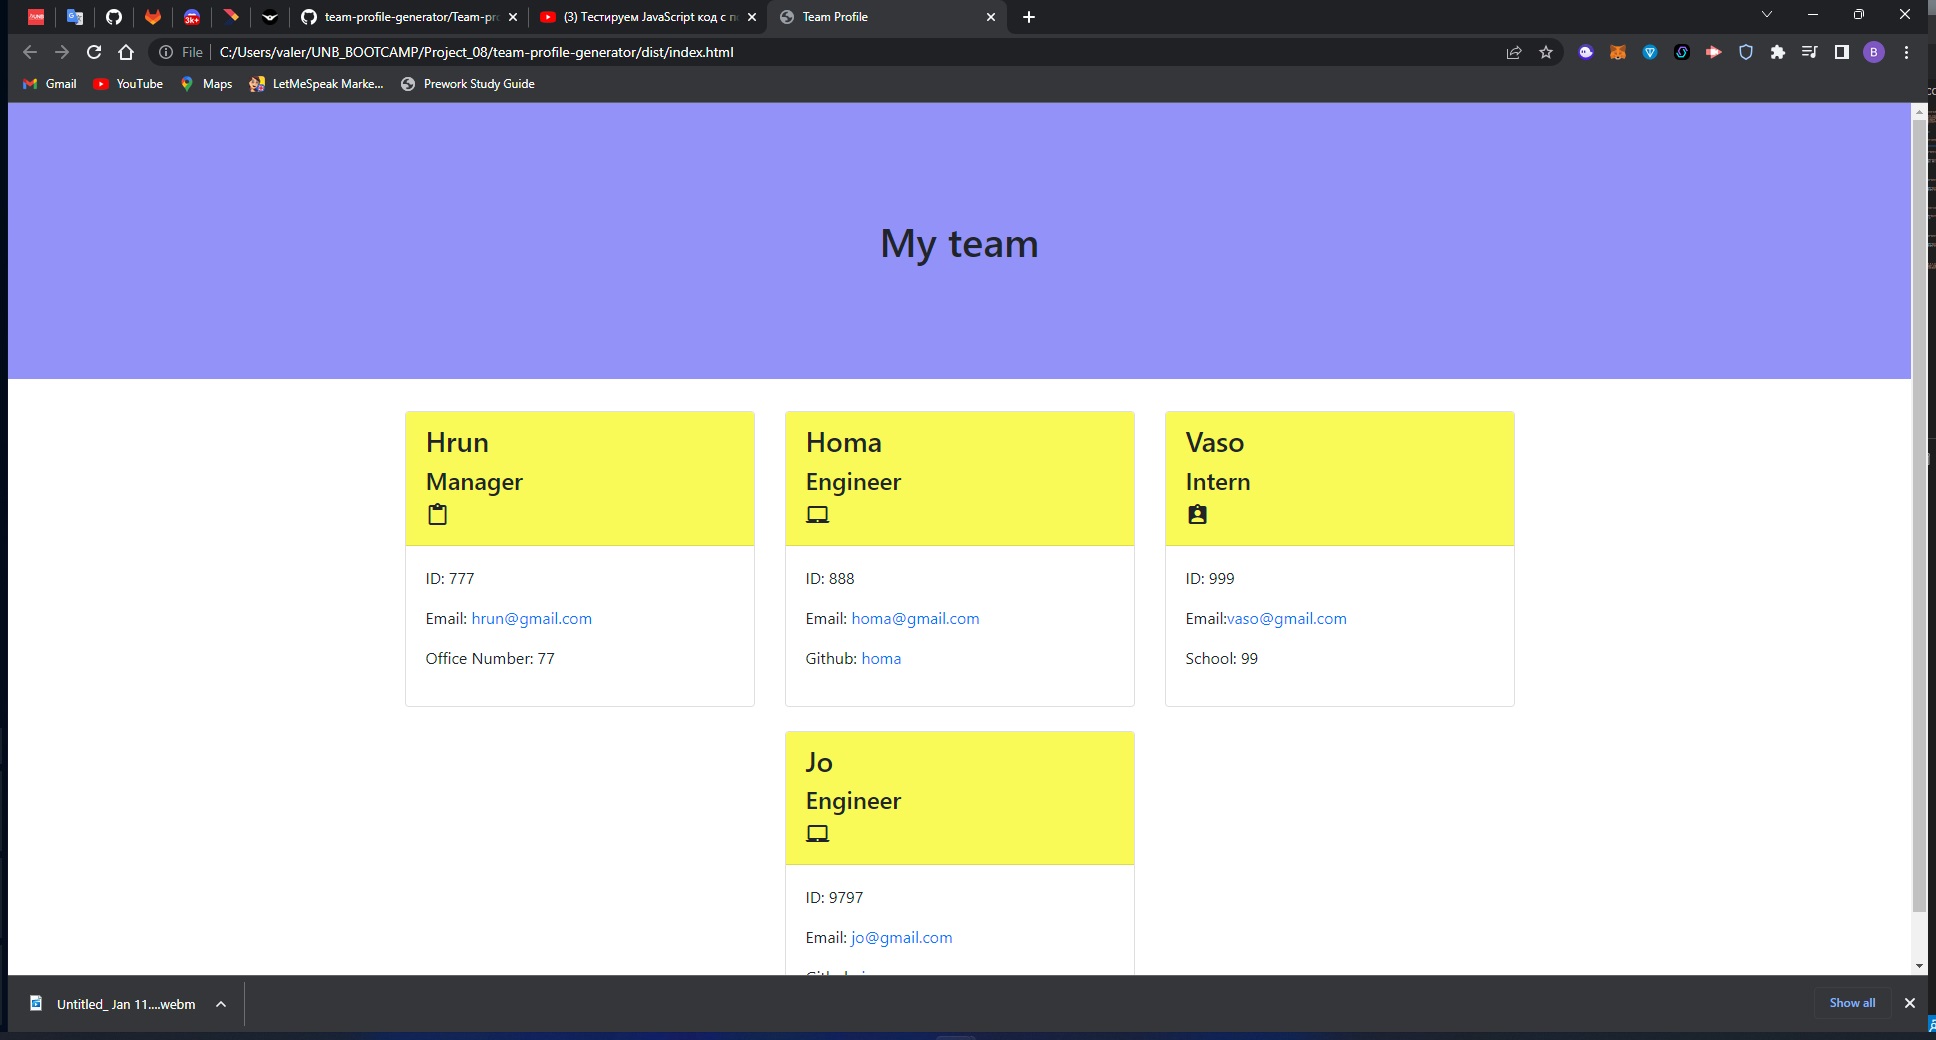 3k+
team-profile-generator/Team-pr
(3) Тестируем JavaScript код с п
Team Profile
File
C:/Users/valer/UNB_BOOTCAMP/Project_08/team-profile-generator/dist/index.html
B
Gmail
YouTube
Maps
LetMeSpeak Marke...
Prework Study Guide
My team
Hrun
Manager
ID: 777
Email: hrun@gmail.com
Office Number: 77
Homa
Engineer
ID: 888
Email: homa@gmail.com
Github: homa
Vaso
Intern
ID: 999
Email:vaso@gmail.com
School: 99
Jo
Engineer
ID: 9797
Email: jo@gmail.com
Untitled_ Jan 11....webm
Show all